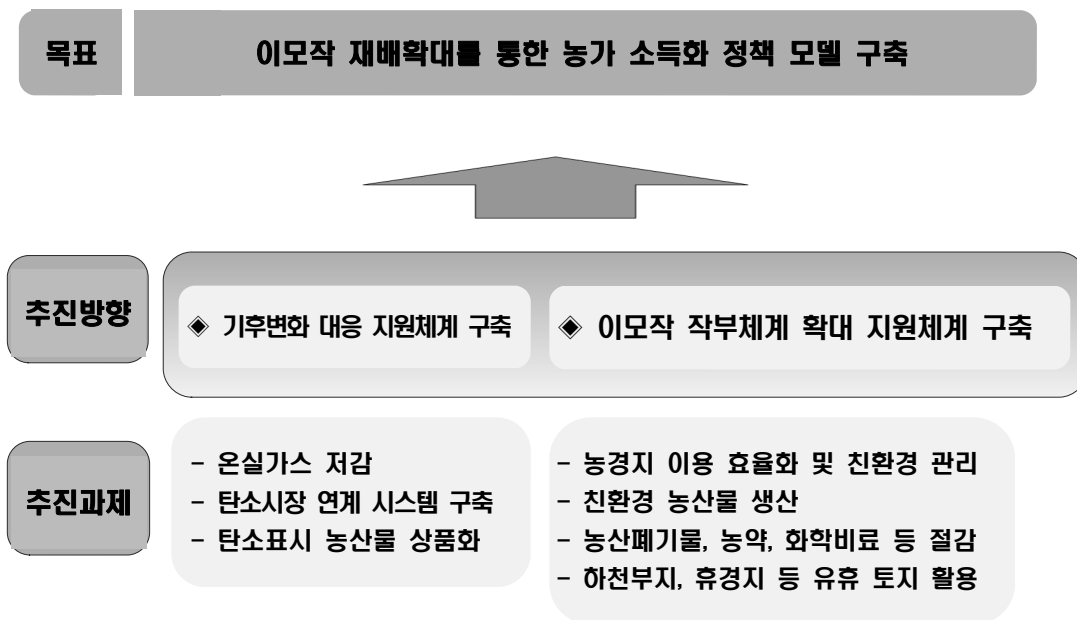 목표
이모작 재배확대를 통한 농가 소득화 정책 모델 구축
추진방향
◈ 기후변화 대응 지원체계 구축
◈ 이모작 작부체계 확대 지원체계 구축
추진과제
- 온실가스 저감
- 탄소시장 연계 시스템 구축
- 탄소표시 농산물 상품화
- 농경지 이용 효율화 및 친환경 관리
- 친환경 농산물 생산
- 농산폐기물, 농약, 화학비료 등 절감
- 하천부지, 휴경지 등 유휴 토지 활용